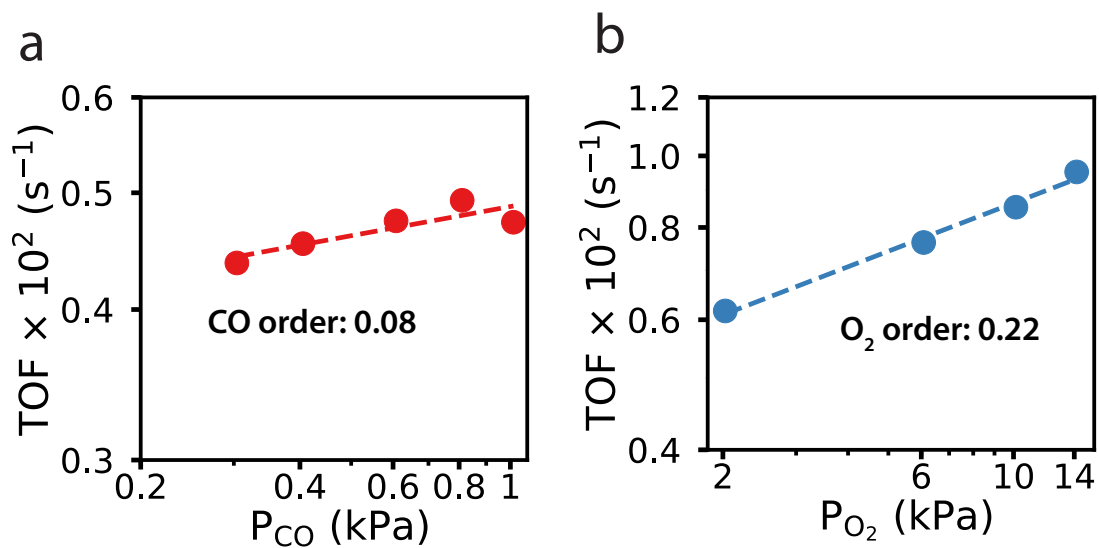 a
TOF × 10² (s⁻¹)
0.6
0.5
0.4
0.3
CO order: 0.08
0.2
0.4
0.6
0.8
1
P_CO (kPa)
b
TOF × 10² (s⁻¹)
1.2
1.0
0.8
0.6
0.4
O₂ order: 0.22
2
6
10
14
P_O₂ (kPa)